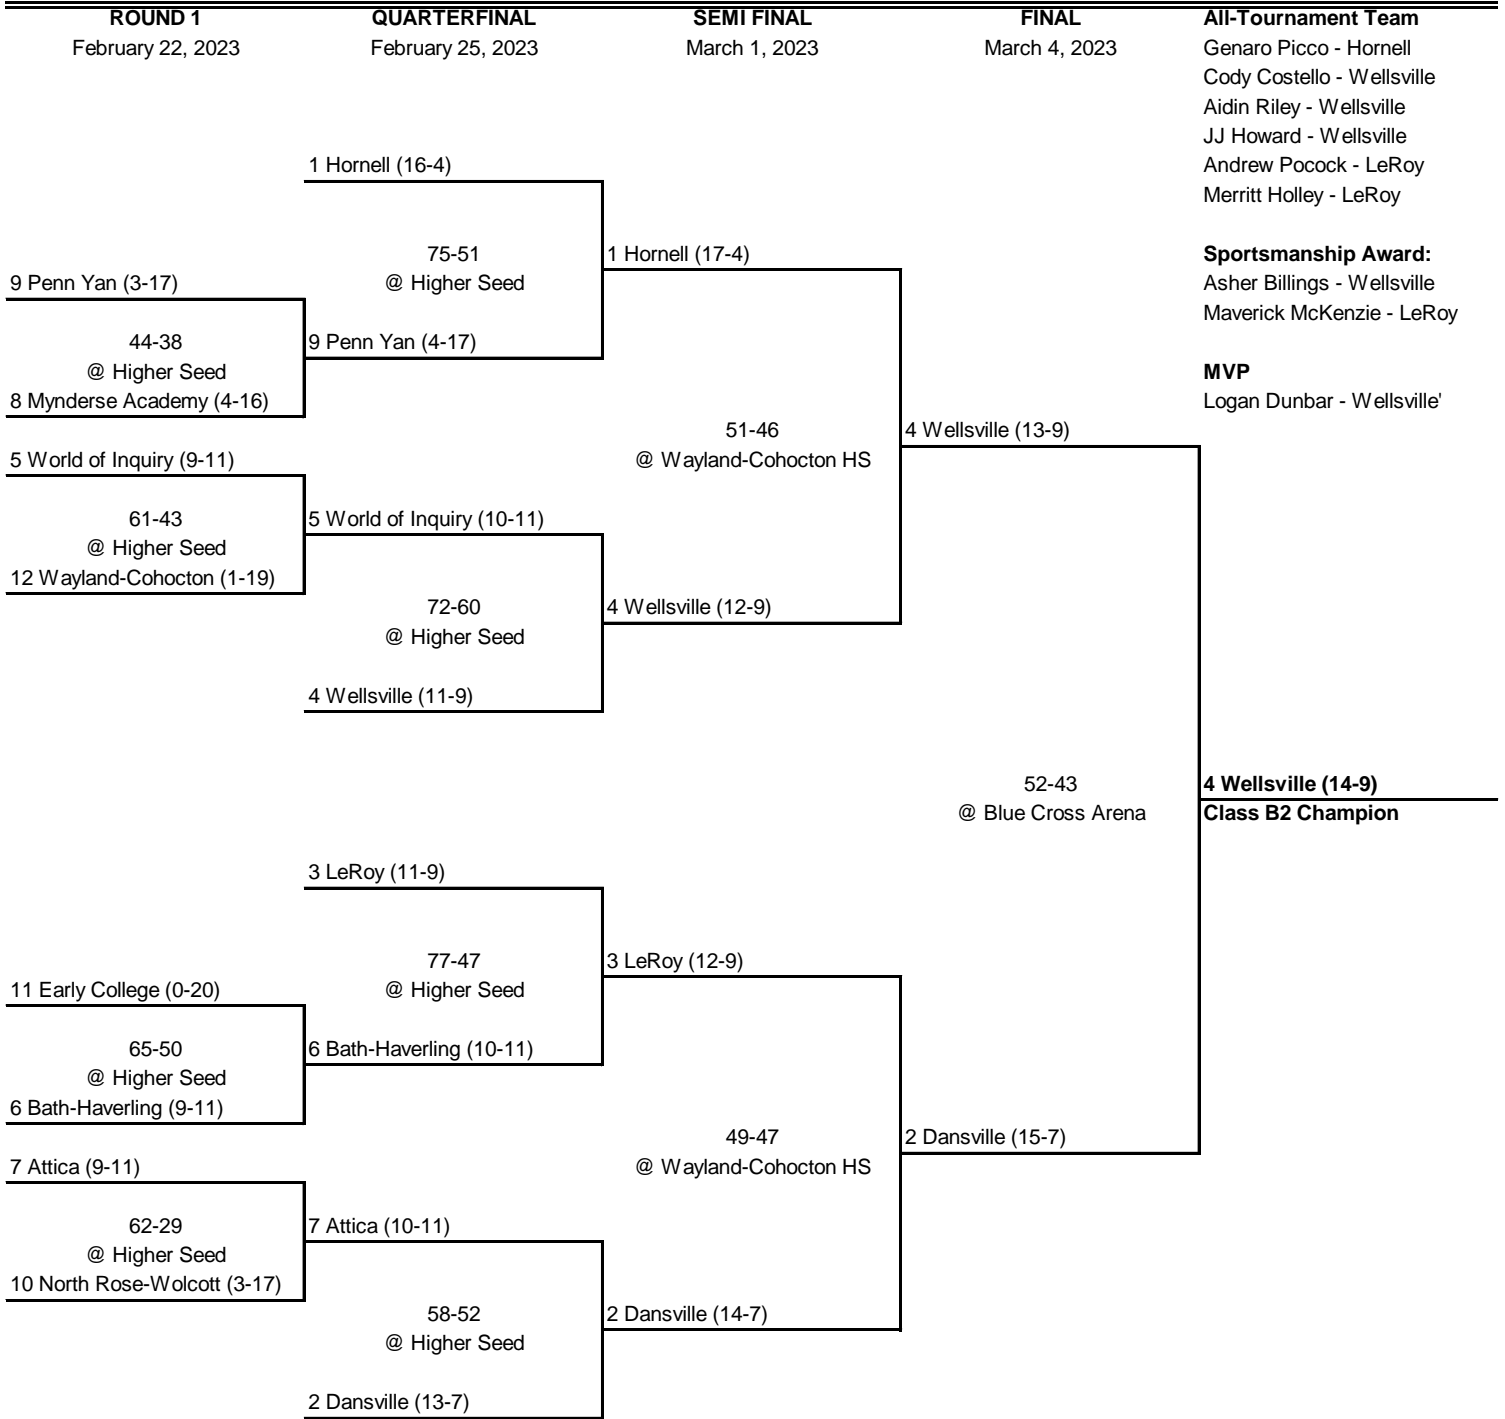 ROUND 1
February 22, 2023
QUARTERFINAL
February 25, 2023
SEMI FINAL
March 1, 2023
FINAL
March 4, 2023
All-Tournament Team
Genaro Picco - Hornell
Cody Costello - Wellsville
Aidin Riley - Wellsville
JJ Howard - Wellsville
Andrew Pocock - LeRoy
Merritt Holley - LeRoy
Sportsmanship Award:
Asher Billings - Wellsville
Maverick McKenzie - LeRoy
MVP
Logan Dunbar - Wellsville'
9 Penn Yan (3-17)
44-38
@ Higher Seed
8 Mynderse Academy (4-16)
5 World of Inquiry (9-11)
61-43
@ Higher Seed
12 Wayland-Cohocton (1-19)
11 Early College (0-20)
65-50
@ Higher Seed
6 Bath-Haverling (9-11)
7 Attica (9-11)
62-29
@ Higher Seed
10 North Rose-Wolcott (3-17)
1 Hornell (16-4)
75-51
@ Higher Seed
9 Penn Yan (4-17)
5 World of Inquiry (10-11)
72-60
@ Higher Seed
4 Wellsville (11-9)
3 LeRoy (11-9)
77-47
@ Higher Seed
6 Bath-Haverling (10-11)
7 Attica (10-11)
58-52
@ Higher Seed
2 Dansville (13-7)
1 Hornell (17-4)
51-46
@ Wayland-Cohocton HS
4 Wellsville (12-9)
3 LeRoy (12-9)
49-47
@ Wayland-Cohocton HS
2 Dansville (14-7)
4 Wellsville (13-9)
52-43
@ Blue Cross Arena
2 Dansville (15-7)
4 Wellsville (14-9)
Class B2 Champion